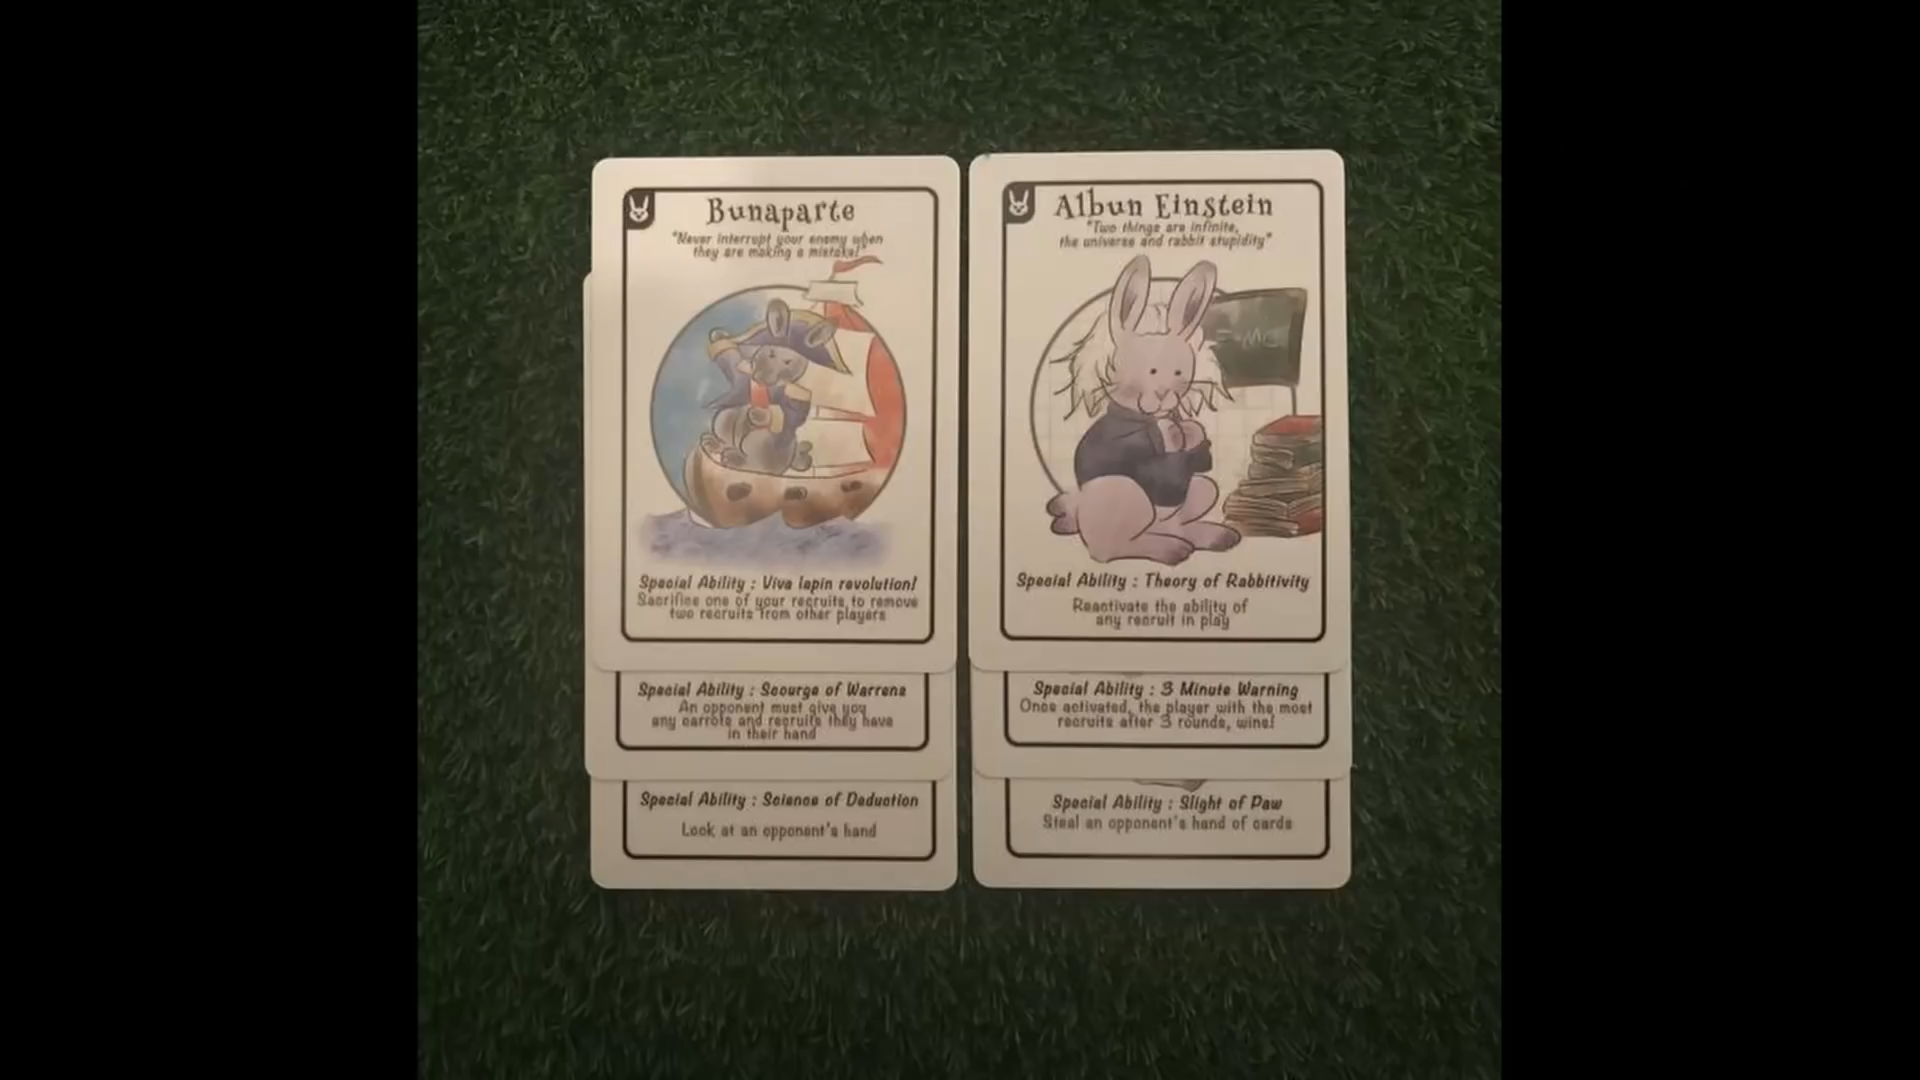 Bunaparte
"Never interrupt your enemy when
they are making a mistake!"
Special Ability : Viva lapin revolution!
Sacrifice one of your recruits to remove
two recruits from other players
Special Ability : Scourge of Warrens
An opponent must give you
any carrots and recruits they have
in their hand
Special Ability : Science of Deduction
Look at an opponent's hand
Albun Einstein
"Two things are infinite,
the universe and rabbit stupidity"
Special Ability : Theory of Rabbitivity
Reactivate the ability of
any recruit in play
Special Ability : 3 Minute Warning
Once activated, the player with the most
recruits after 3 rounds, wins!
Special Ability : Slight of Paw
Steal an opponent's hand of cards